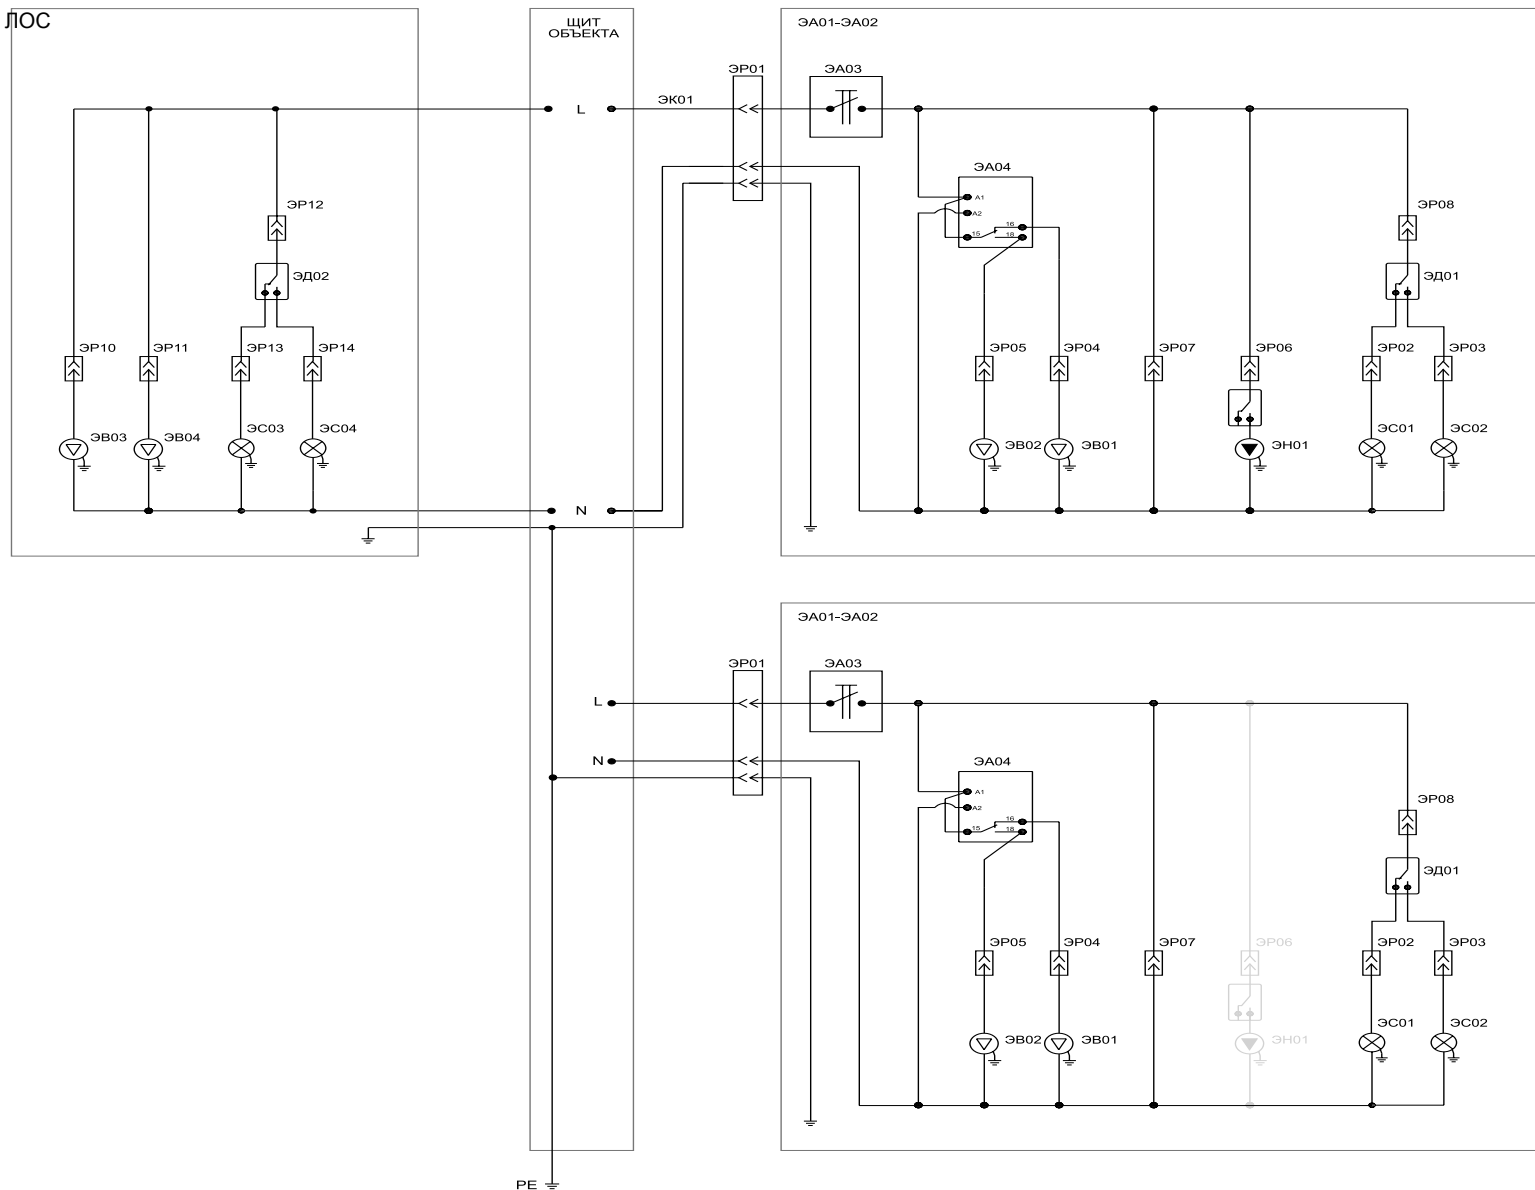 ЛОС
ЩИТ
ОБЪЕКТА
ЭА01-ЭА02
ЭР01
ЭА03
L
ЭК01
ЭА04
A1
A2
16
15
18
ЭР12
ЭР08
ЭД02
ЭД01
ЭР10
ЭР11
ЭР13
ЭР14
ЭР05
ЭР04
ЭР07
ЭР06
ЭР02
ЭР03
ЭВ03
ЭВ04
ЭС03
ЭС04
ЭВ02
ЭВ01
ЭН01
ЭС01
ЭС02
N
ЭА01-ЭА02
ЭР01
ЭА03
L
N
ЭА04
A1
A2
16
15
18
ЭР08
ЭД01
ЭР05
ЭР04
ЭР07
ЭР06
ЭР02
ЭР03
ЭВ02
ЭВ01
ЭН01
ЭС01
ЭС02
PE